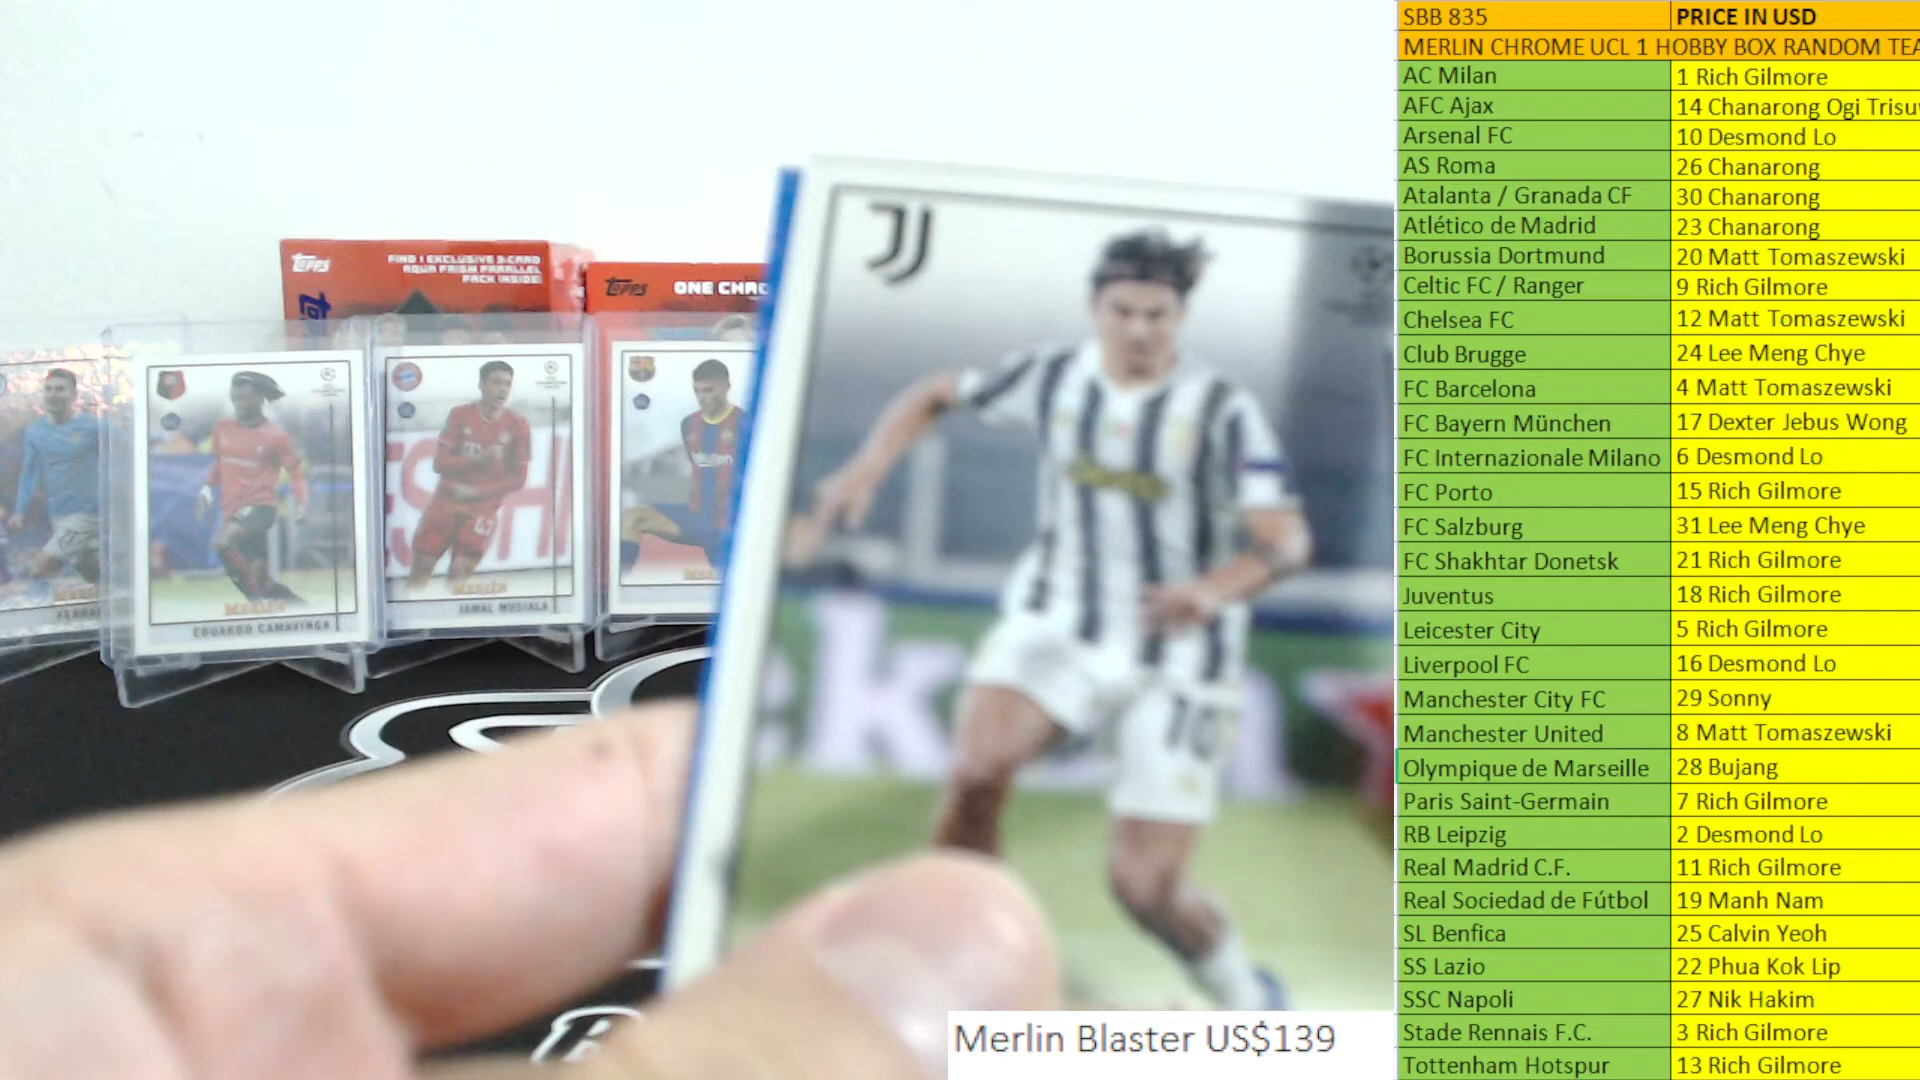 SBB 835 PRICE IN USD
MERLIN CHROME UCL 1 HOBBY BOX RANDOM
AC Milan 1 Rich Gilmore
AFC Ajax 14 Chanarong Ogi
Arsenal FC 10 Desmond Lo
AS Roma 26 Chanarong
Atalanta / Granada CF 30 Chanarong
Atlético de Madrid 23 Chanarong
Borussia Dortmund 20 Matt Tomaszewski
Celtic FC / Ranger 9 Rich Gilmore
Chelsea FC 12 Matt Tomaszewski
Club Brugge 24 Lee Meng Chye
FC Barcelona 4 Matt Tomaszewski
FC Bayern München 17 Dexter Jebus Wong
FC Internazionale Milano 6 Desmond Lo
FC Porto 15 Rich Gilmore
FC Salzburg 31 Lee Meng Chye
FC Shakhtar Donetsk 21 Rich Gilmore
Juventus 18 Rich Gilmore
Leicester City 5 Rich Gilmore
Liverpool FC 16 Desmond Lo
Manchester City FC 29 Sonny
Manchester United 8 Matt Tomaszewski
Olympique de Marseille 28 Bujang
Paris Saint-Germain 7 Rich Gilmore
RB Leipzig 2 Desmond Lo
Real Madrid C.F. 11 Rich Gilmore
Real Sociedad de Fútbol 19 Manh Nam
SL Benfica 25 Calvin Yeoh
SS Lazio 22 Phua Kok Lip
SSC Napoli 27 Nik Hakim
Stade Rennais F.C. 3 Rich Gilmore
Tottenham Hotspur 13 Rich Gilmore
Topps
FIND 1 EXCLUSIVE 3-CARD
AQUA PRISM PARALLEL
PACK INSIDE!
Topps
ONE
MERLIN
EDUARDO CAMAVINGA
MERLIN
JAMAL MUSIALA
10
Merlin Blaster US$139